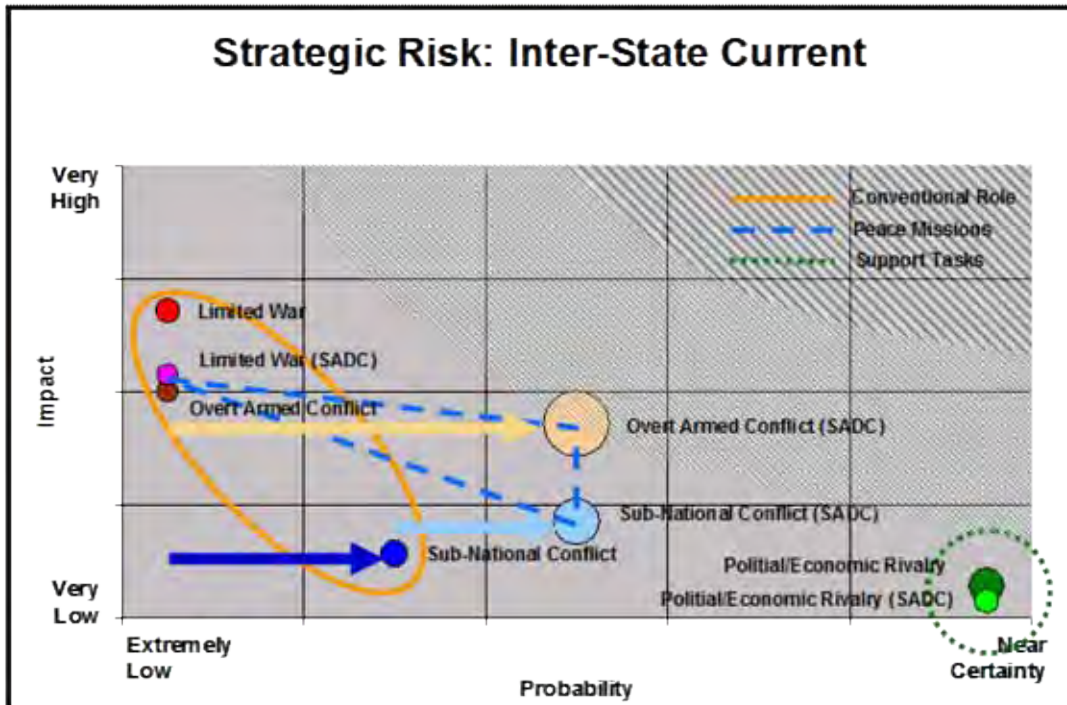 Strategic Risk: Inter-State Current
Very
High
Conventional Role
Peace Missions
Support Tasks
Limited War
Limited War (SADC)
Impact
Overt Armed Conflict
Overt Armed Conflict (SADC)
Sub-National Conflict (SADC)
Sub-National Conflict
Politial/Economic Rivalry
Politial/Economic Rivalry (SADC)
Very
Low
Extremely
Low
Near
Certainty
Probability